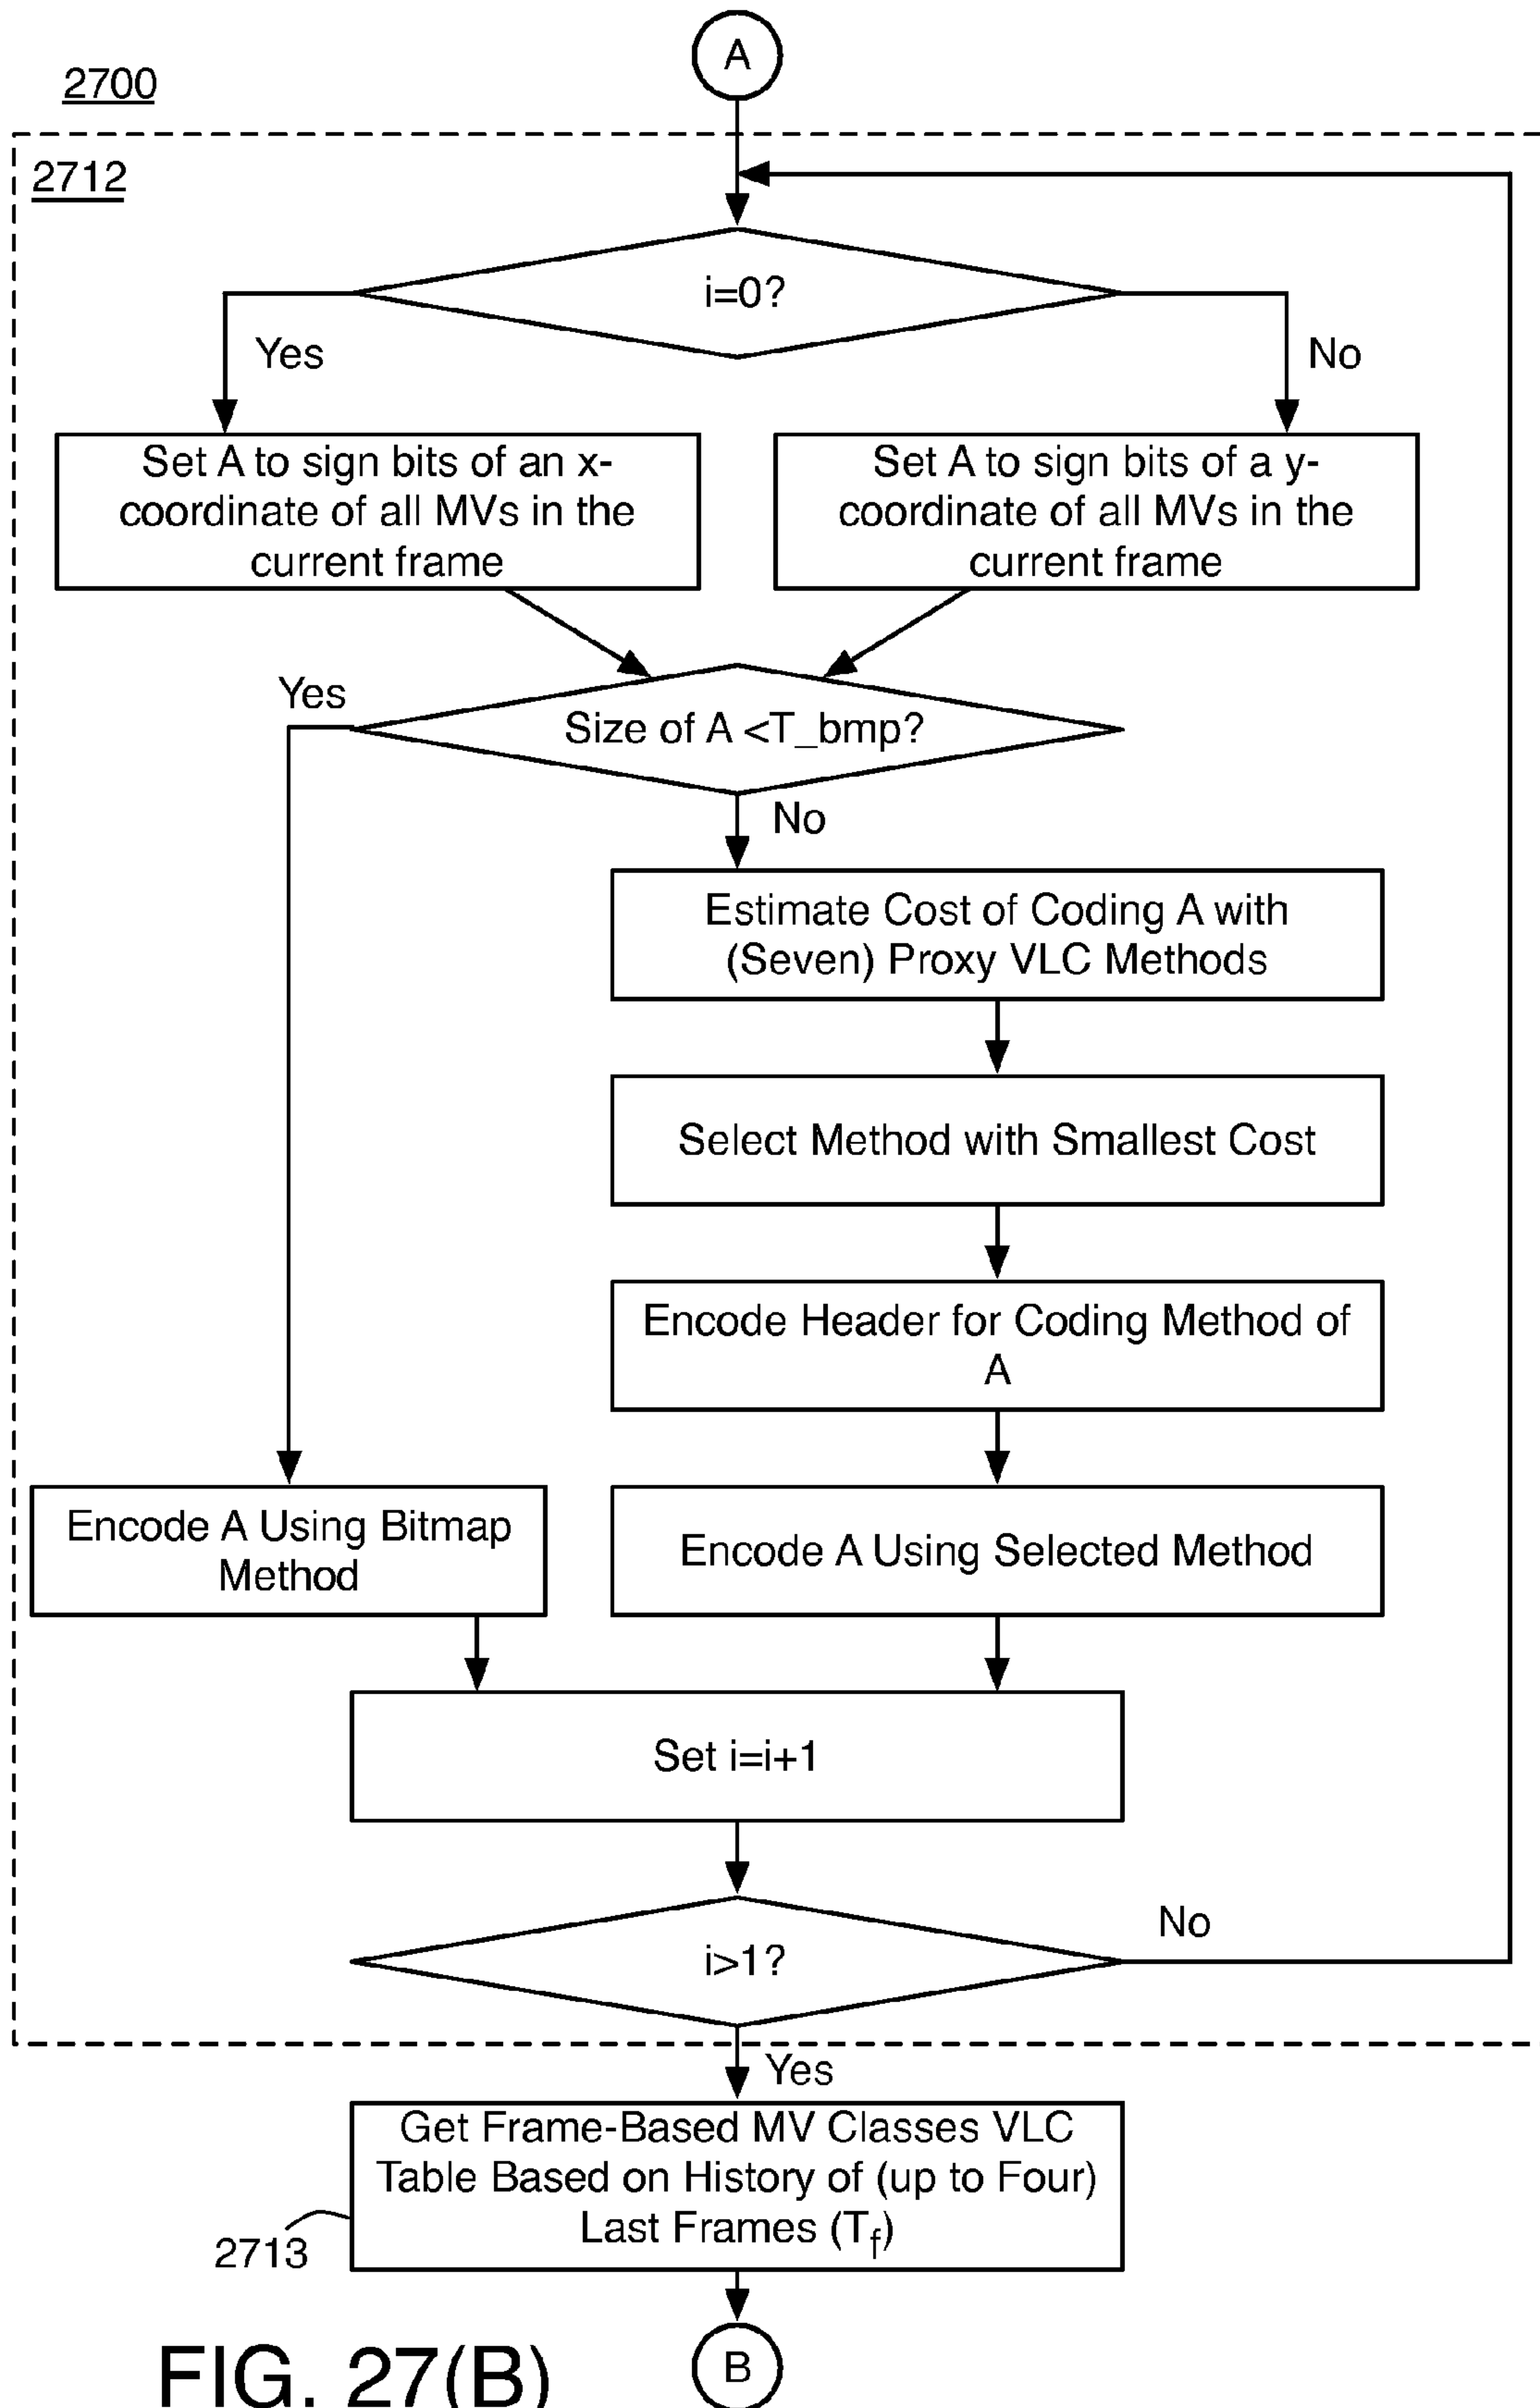 A
2700
2712
i=0?
Yes
No
Set A to sign bits of an x-
coordinate of all MVs in the
current frame
Set A to sign bits of a y-
coordinate of all MVs in the
current frame
Yes
Size of A <T_bmp?
No
Estimate Cost of Coding A with
(Seven) Proxy VLC Methods
Select Method with Smallest Cost
Encode Header for Coding Method of
A
Encode A Using Bitmap
Method
Encode A Using Selected Method
Set i=i+1
No
i>1?
Yes
Get Frame-Based MV Classes VLC
Table Based on History of (up to Four)
Last Frames (Tf)
2713
FIG. 27(B)
B